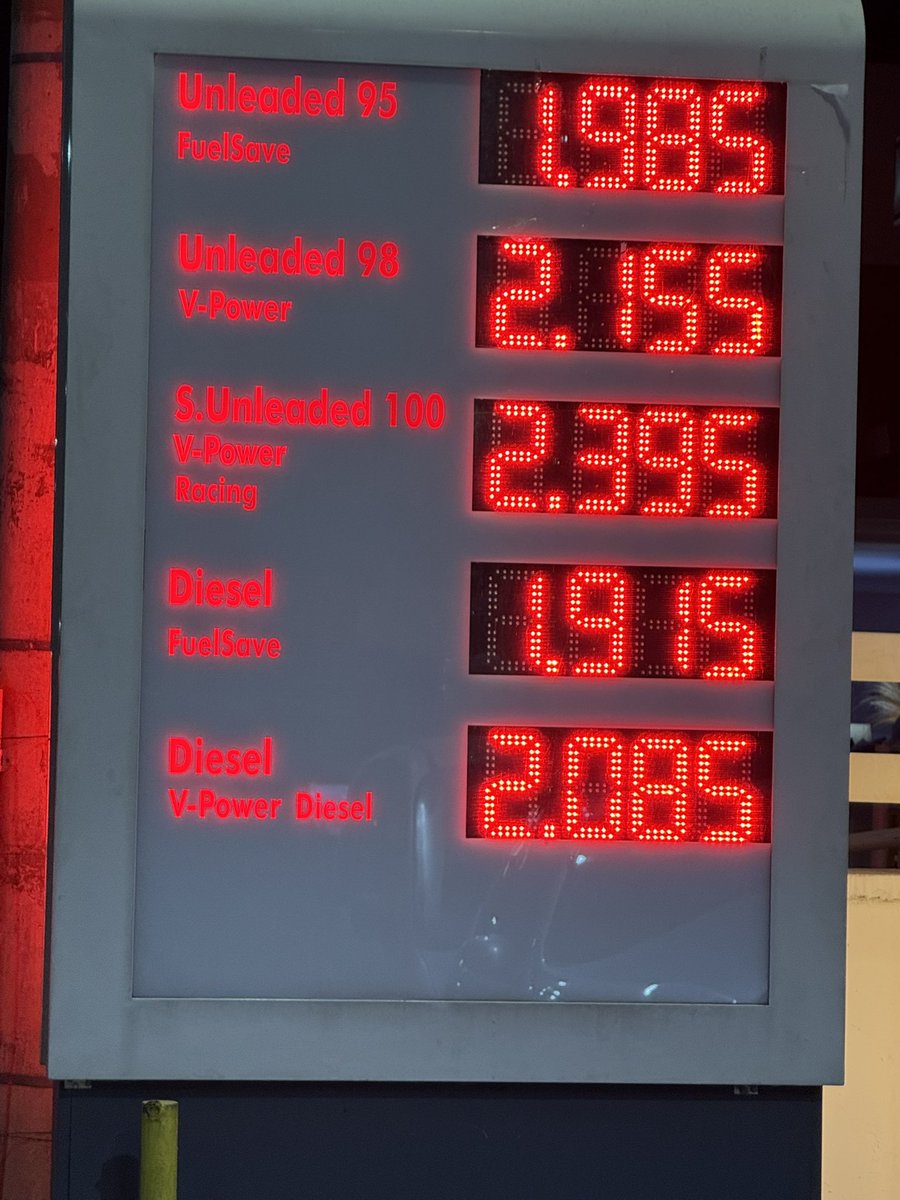 Unleaded 95 1.985
FuelSave
Unleaded 98 2.155
V-Power
S.Unleaded 100 2.395
V-Power
Racing
Diesel 1.915
FuelSave
Diesel 2.085
V-Power Diesel